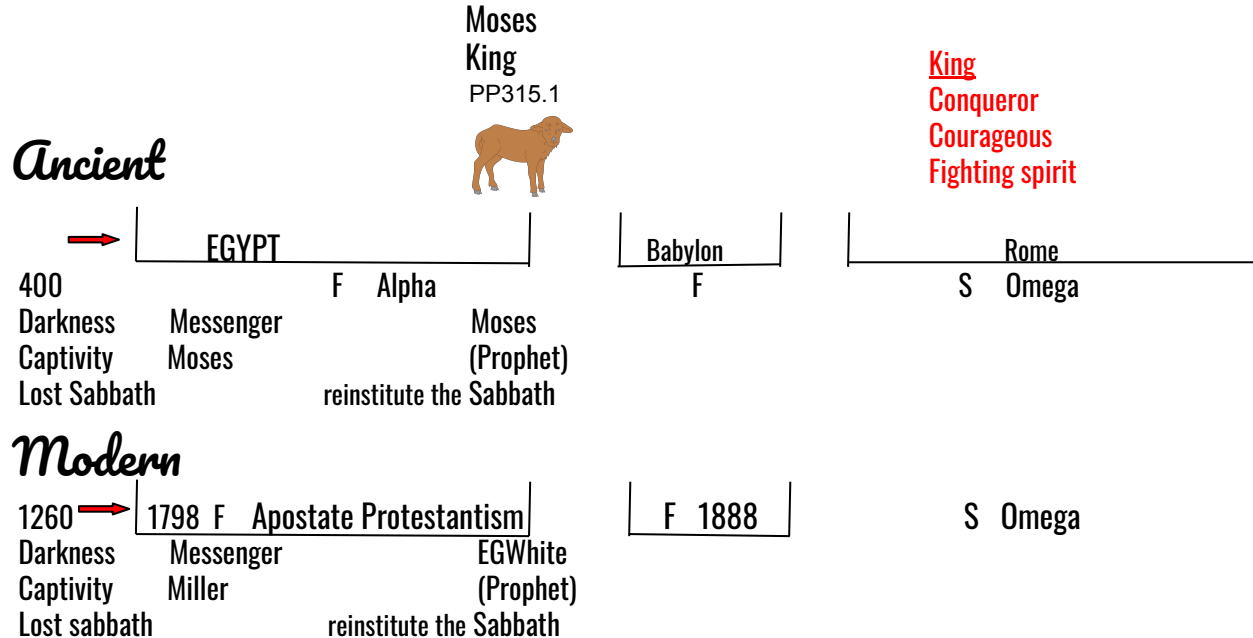 Moses
King
PP315.1
King
Conqueror
Courageous
Fighting spirit
Ancient
EGYPT Babylon Rome
400 F Alpha F S Omega
Darkness Messenger Moses
Captivity Moses (Prophet)
Lost Sabbath reinstitute the Sabbath
Modern
1260 1798 F Apostate Protestantism F 1888 S Omega
Darkness Messenger EGWhite
Captivity Miller (Prophet)
Lost sabbath reinstitute the Sabbath